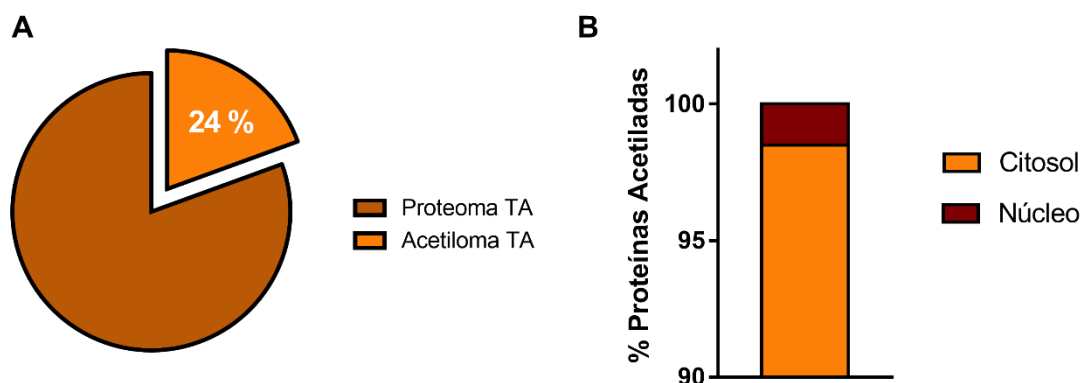 A
24 %
Proteoma TA
Acetiloma TA
B
% Proteínas Acetiladas
100
95
90
Citosol
Núcleo